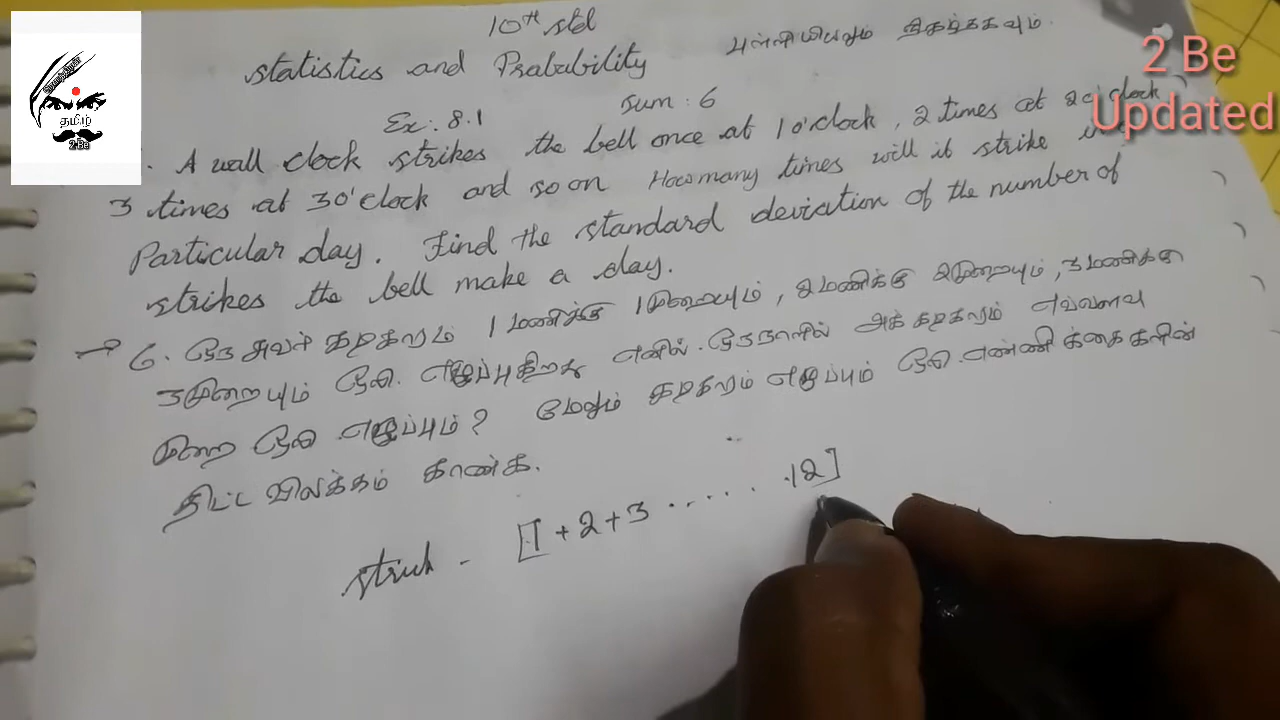 10th std
Statistics and Prabability புள்ளியியலும் நிகழ்தகவும்.
Ex: 8.1 Sum: 6
A wall clock strikes the bell once at 1 o'clock, 2 times at 2 o'clock,
3 times at 3 o'clock and so on How many times will it strike in
Particular day. Find the standard deviation of the number of
strikes the bell make a day.
6. ஒரு சுவர் கடிகாரம் 1 மணிக்கு 1 முறையும், 2 மணிக்கு 2 முறையும், 3 மணிக்கு
3 முறையும் ஒலி எழுப்புகிறது எனில். ஒரு நாளில் அக் கடிகாரம் எவ்வளவு
முறை ஒலி எழுப்பும்? மேலும் கடிகாரம் எழுப்பும் ஒலி எண்ணிக்கைகளின்
திட்ட விலக்கம் காண்க.
[1 + 2 + 3 ...... 12]
2 Be
Updated
தமிழ்
2 Be